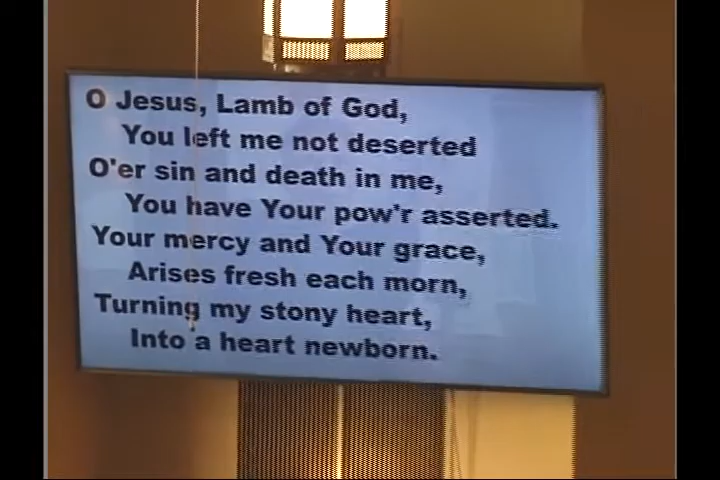 O Jesus, Lamb of God,
You left me not deserted
O'er sin and death in me,
You have Your pow'r asserted.
Your mercy and Your grace,
Arises fresh each morn,
Turning my stony heart,
Into a heart newborn.